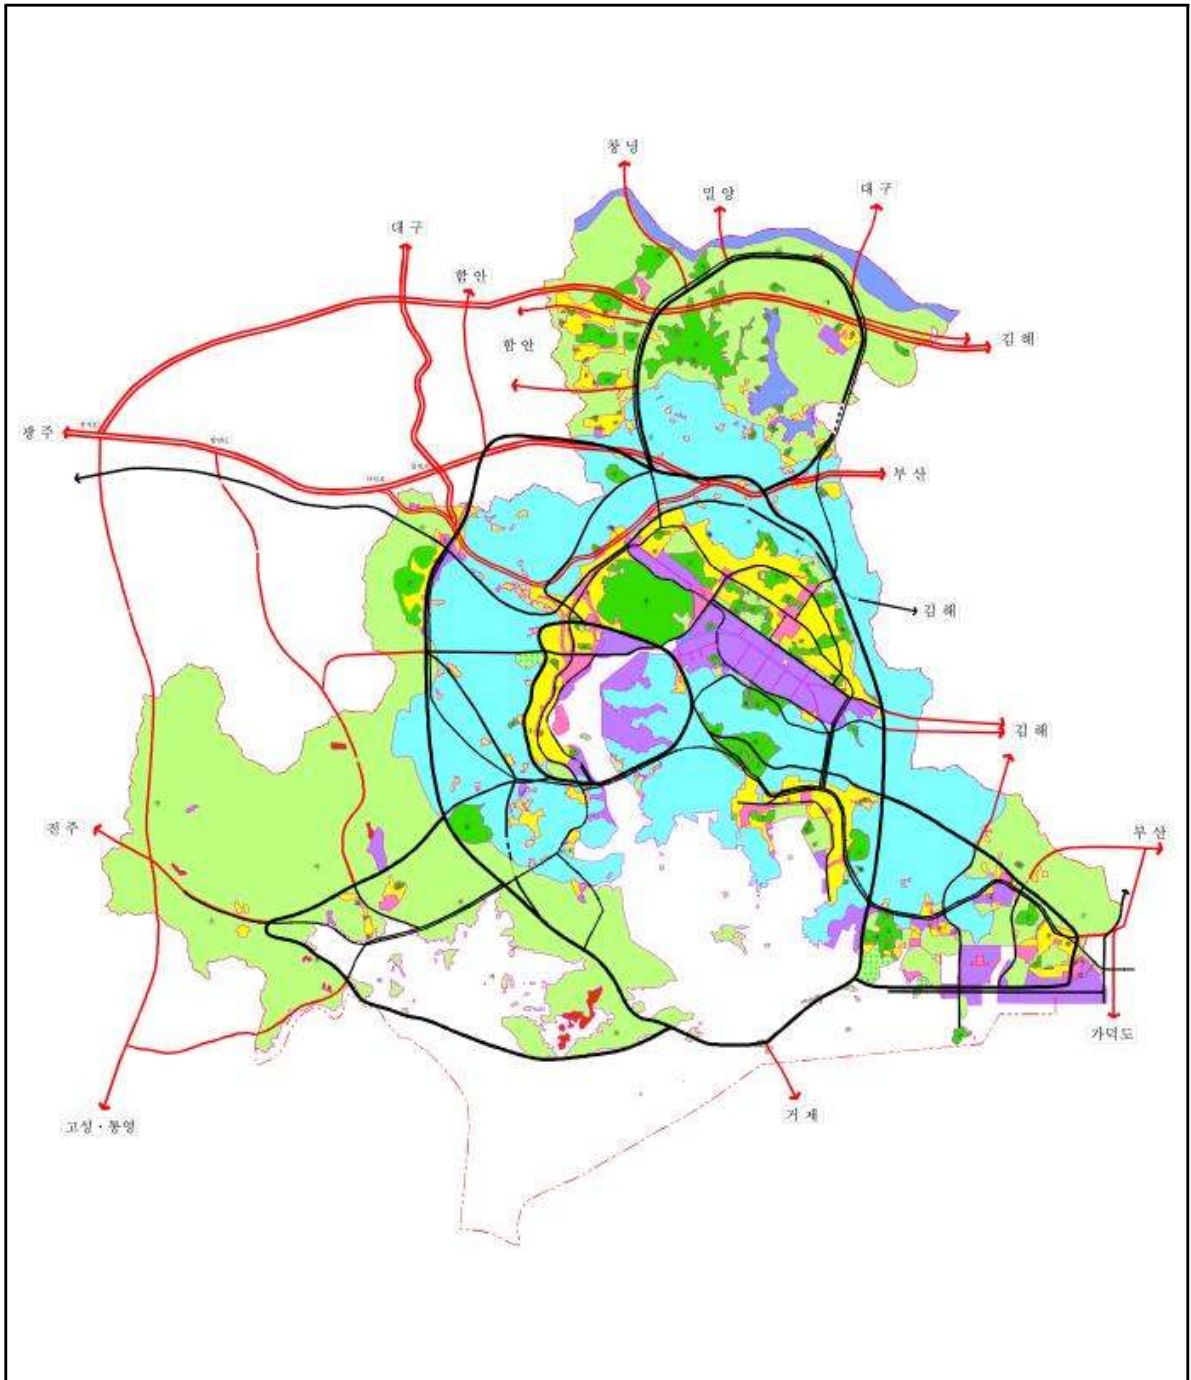 창 녕
밀 양
대 구
대 구
함 안
함 안
김 해
광 주
부 산
김 해
김 해
진 주
부 산
가덕도
거 제
고성 · 통영